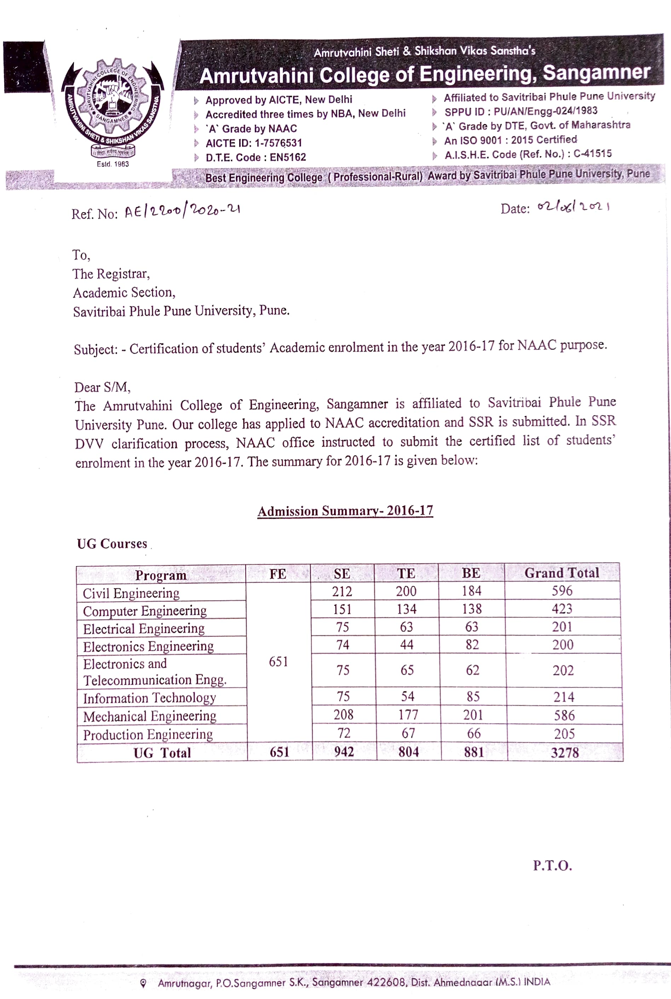 Amrutvahini Sheti & Shikshan Vikas Sanstha's
Amrutvahini College of Engineering, Sangamner
AMRUTVAHINI COLLEGE OF ENGINEERING
SANGAMNER
AMRUTVAHINI SHETI & SHIKSHAN VIKAS SANSTHA
Estd. 1983
Approved by AICTE, New Delhi
Accredited three times by NBA, New Delhi
`A` Grade by NAAC
AICTE ID: 1-7576531
D.T.E. Code : EN5162
Affiliated to Savitribai Phule Pune University
SPPU ID : PU/AN/Engg-024/1983
`A` Grade by DTE, Govt. of Maharashtra
An ISO 9001 : 2015 Certified
A.I.S.H.E. Code (Ref. No.) : C-41515
Best Engineering College ( Professional-Rural) Award by Savitribai Phule Pune University, Pune
Ref. No: AE/2200/2020-21 Date: 02/06/2021
To,
The Registrar,
Academic Section,
Savitribai Phule Pune University, Pune.
Subject: - Certification of students’ Academic enrolment in the year 2016-17 for NAAC purpose.
Dear S/M,
The Amrutvahini College of Engineering, Sangamner is affiliated to Savitribai Phule Pune
University Pune. Our college has applied to NAAC accreditation and SSR is submitted. In SSR
DVV clarification process, NAAC office instructed to submit the certified list of students’
enrolment in the year 2016-17. The summary for 2016-17 is given below:
Admission Summary- 2016-17
UG Courses
Program FE SE TE BE Grand Total
Civil Engineering 212 200 184 596
Computer Engineering 151 134 138 423
Electrical Engineering 75 63 63 201
Electronics Engineering 74 44 82 200
651
Electronics and
Telecommunication Engg. 75 65 62 202
Information Technology 75 54 85 214
Mechanical Engineering 208 177 201 586
Production Engineering 72 67 66 205
UG Total 651 942 804 881 3278
P.T.O.
Amrutnagar, P.O.Sangamner S.K., Sangamner 422608, Dist. Ahmednagar (M.S.) INDIA